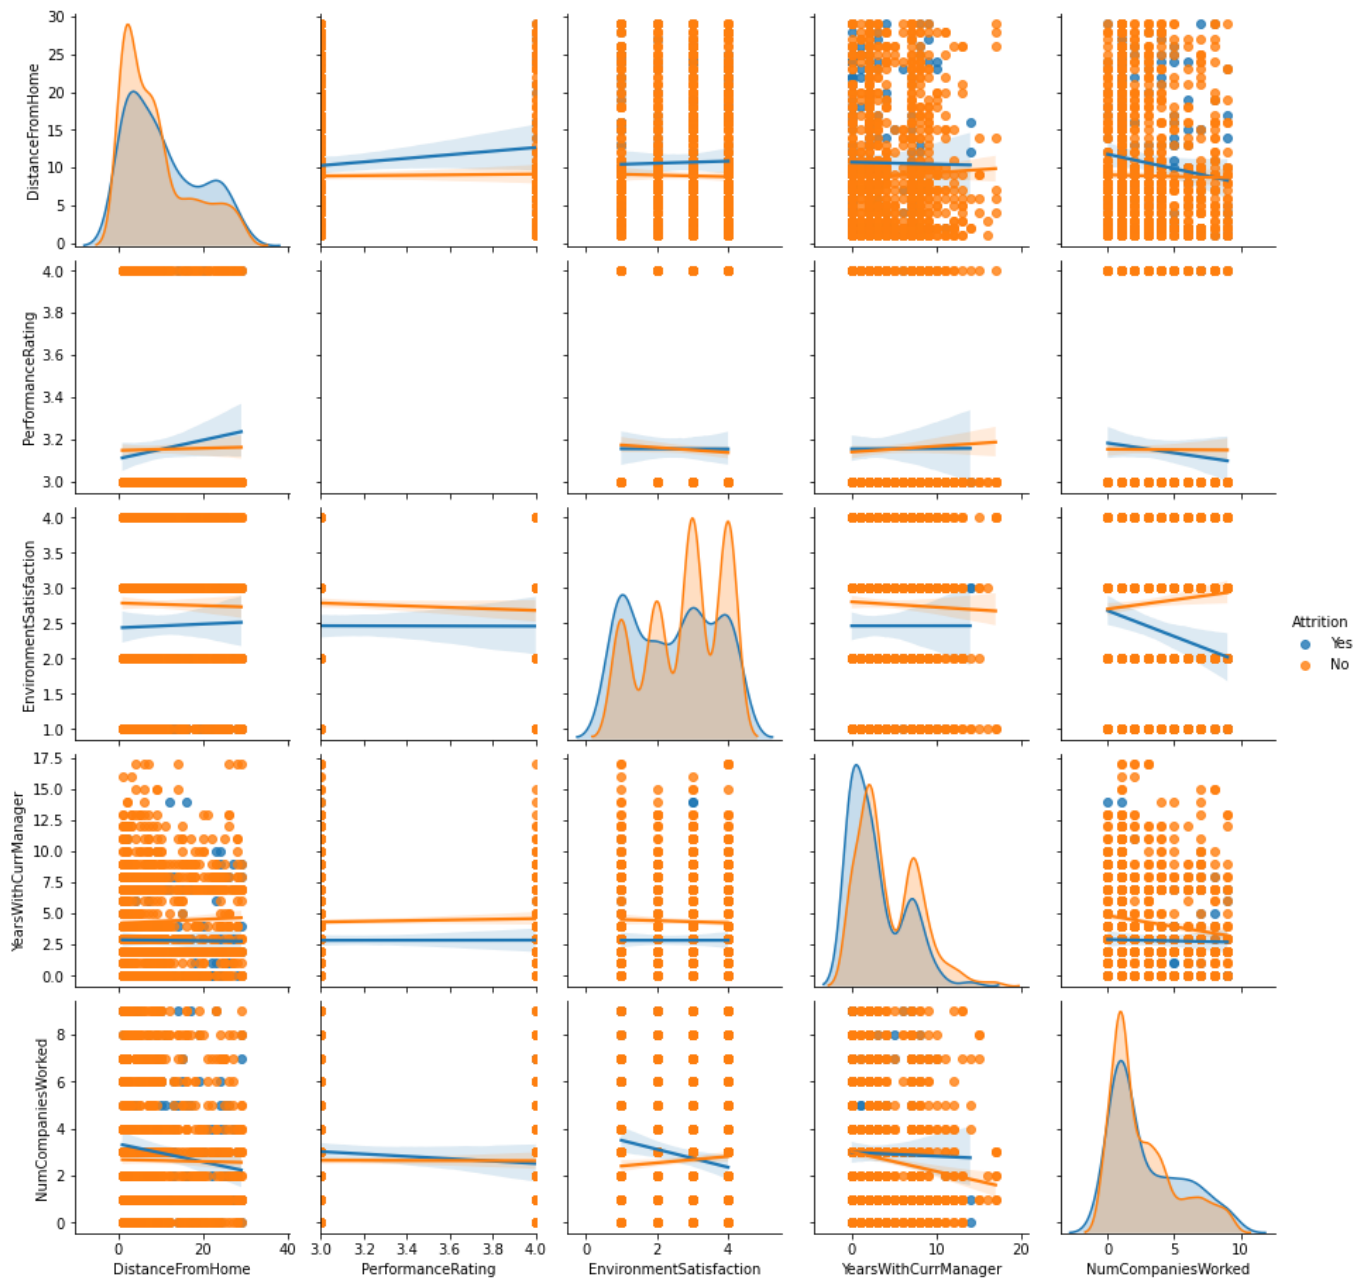 30
25
20
15
10
5
0
DistanceFromHome
4.0
3.8
3.6
3.4
3.2
3.0
PerformanceRating
4.0
3.5
3.0
2.5
2.0
1.5
1.0
EnvironmentSatisfaction
Attrition
Yes
No
17.5
15.0
12.5
10.0
7.5
5.0
2.5
0.0
YearsWithCurrManager
8
6
4
2
0
NumCompaniesWorked
0 20 40
3.0 3.2 3.4 3.6 3.8 4.0
0 2 4
0 10 20
0 5 10
DistanceFromHome
PerformanceRating
EnvironmentSatisfaction
YearsWithCurrManager
NumCompaniesWorked